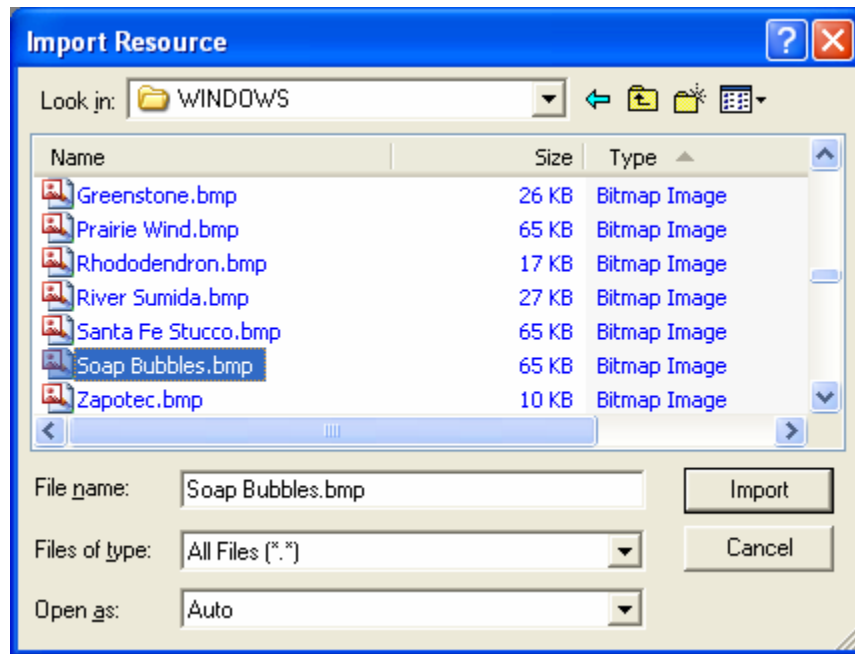 Import Resource
Look in: WINDOWS
Name Size Type
Greenstone.bmp 26 KB Bitmap Image
Prairie Wind.bmp 65 KB Bitmap Image
Rhododendron.bmp 17 KB Bitmap Image
River Sumida.bmp 27 KB Bitmap Image
Santa Fe Stucco.bmp 65 KB Bitmap Image
Soap Bubbles.bmp 65 KB Bitmap Image
Zapotec.bmp 10 KB Bitmap Image
File name: Soap Bubbles.bmp Import
Files of type: All Files (*.*) Cancel
Open as: Auto